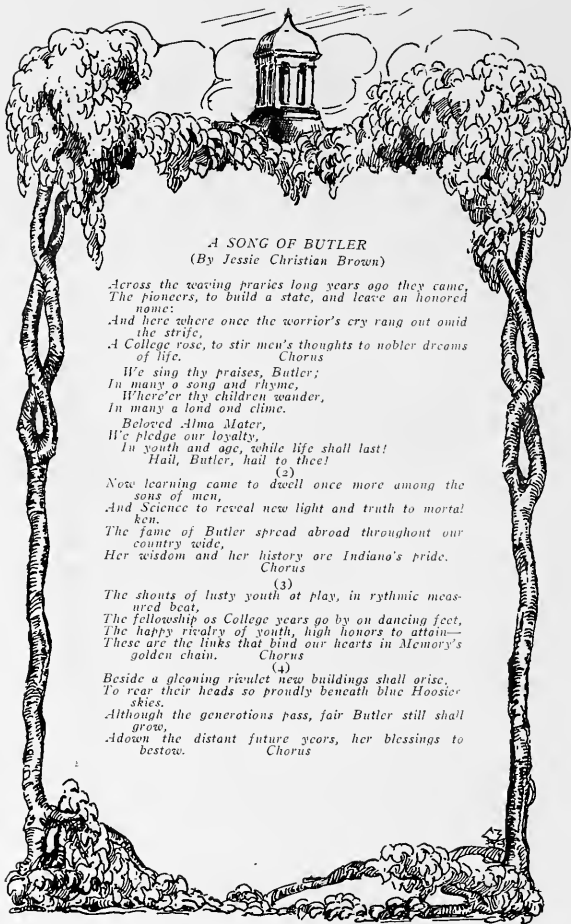 A SONG OF BUTLER
(By Jessie Christian Brown)
Across the waving praries long years ago they came,
The pioneers, to build a state, and leave an honored
name:
And here where once the worrior's cry rang out amid
the strife,
A College rose, to stir men's thoughts to nobler dreams
of life. Chorus
We sing thy praises, Butler;
In many a song and rhyme,
Where'er thy children wander,
In many a land and clime.
Beloved Alma Mater,
We pledge our loyalty,
In youth and age, while life shall last!
Hail, Butler, hail to thee!
(2)
Now learning came to dwell once more among the
sons of men,
And Science to reveal new light and truth to mortal
ken.
The fame of Butler spread abroad throughout our
country wide,
Her wisdom and her history are Indiana's pride.
Chorus
(3)
The shouts of lusty youth at play, in rythmic meas-
ured beat,
The fellowship os College years go by on dancing feet,
The happy rivalry of youth, high honors to attain—
These are the links that bind our hearts in Memory's
golden chain. Chorus
(4)
Beside a gleaning rivulet new buildings shall arise,
To rear their heads so proudly beneath blue Hoosier
skies.
Although the generations pass, fair Butler still shall
grow,
Adown the distant future years, her blessings to
bestow. Chorus